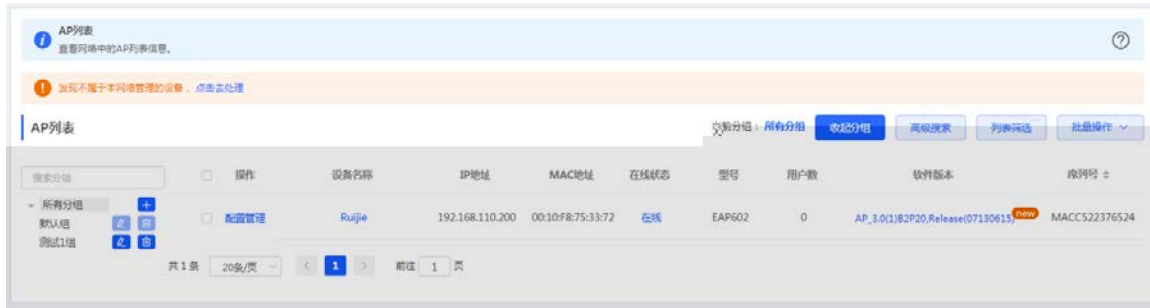 AP列表
查看网络中的AP列表信息。
发现不属于本网络管理的设备，点击去处理
AP列表
当前分组：所有分组 收起分组 高级搜索 列表筛选 批量操作
搜索分组 操作 设备名称 IP地址 MAC地址 在线状态 型号 用户数 软件版本 序列号
所有分组
默认组
测试1组
配置管理 Ruijie 192.168.110.200 00:10:F8:75:33:72 在线 EAP602 0 AP_3.0(1)B2P20,Release(07130615) new MACC522376524
共1条 20条/页 1 前往 1 页